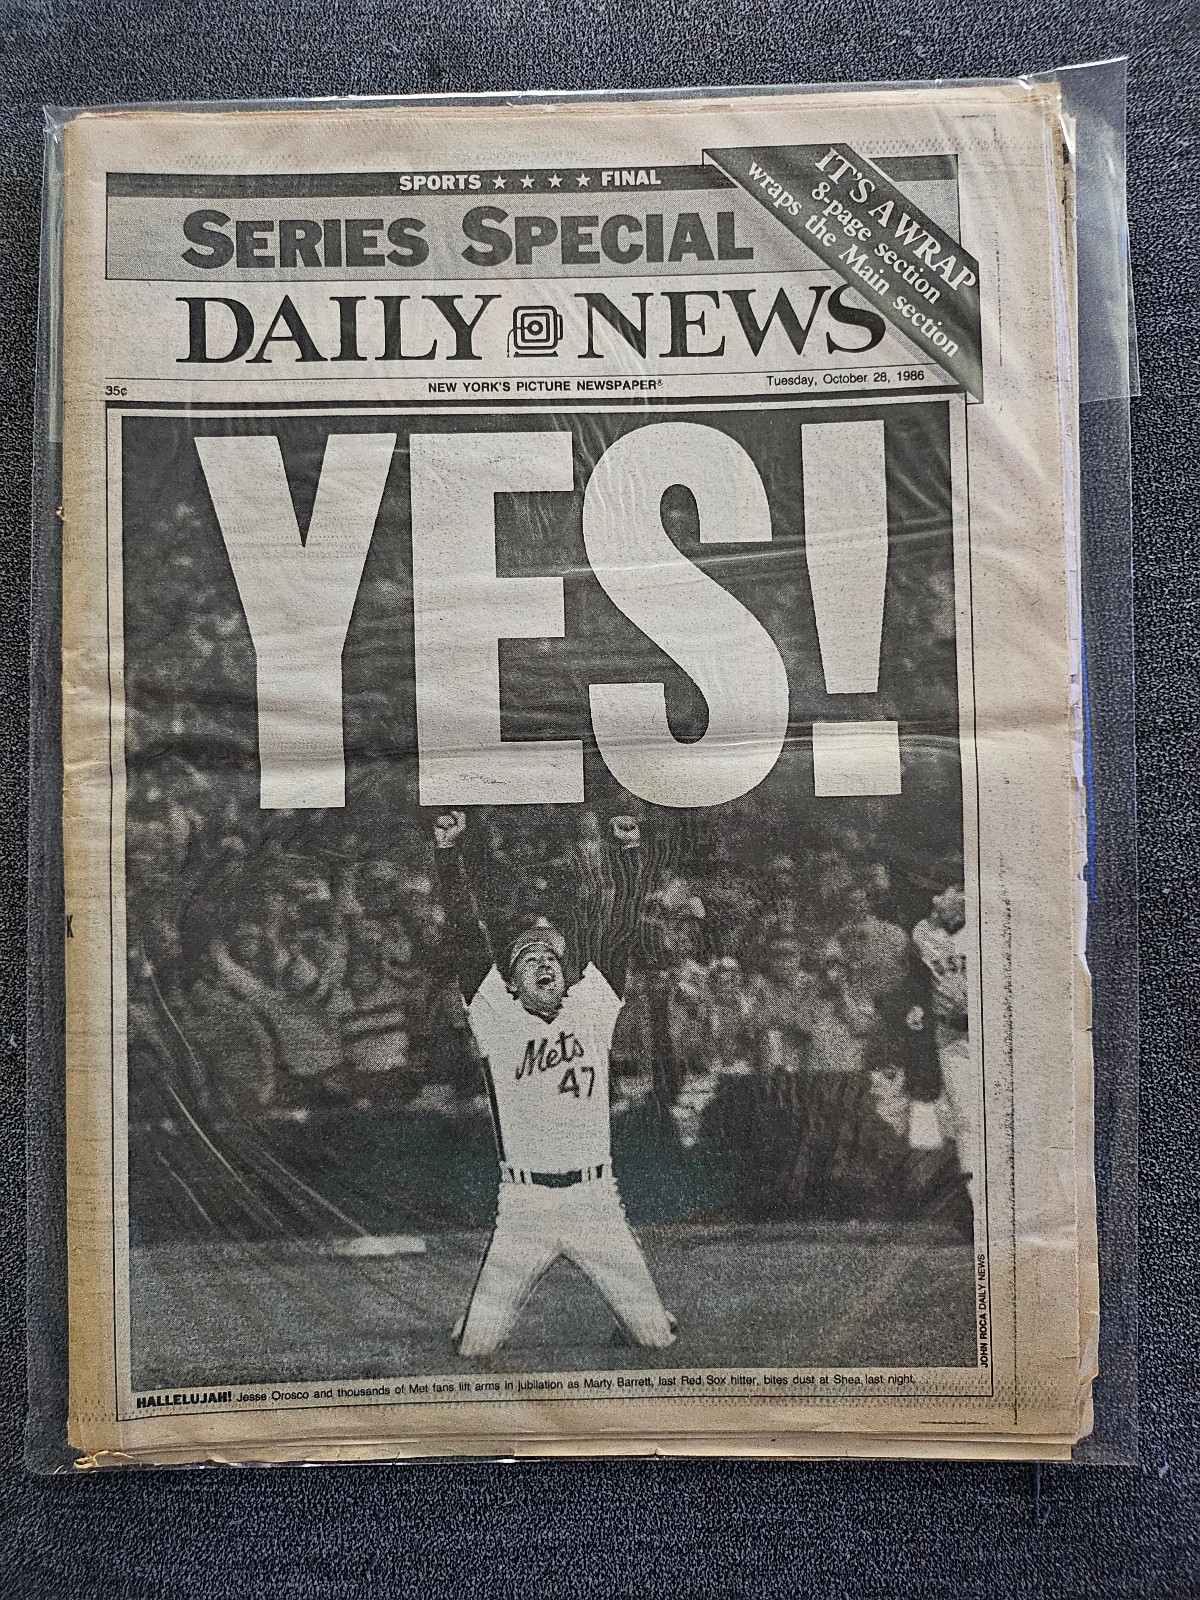 SPORTS ★ ★ ★ ★ FINAL
SERIES SPECIAL
IT'S A WRAP
8-page section
wraps the Main section
DAILY NEWS
35¢
NEW YORK'S PICTURE NEWSPAPER®
Tuesday, October 28, 1986
YES!
K
Mets
47
JOHN ROCA DAILY NEWS
HALLELUJAH! Jesse Orosco and thousands of Met fans lift arms in jubilation as Marty Barrett, last Red Sox hitter, bites dust at Shea last night.